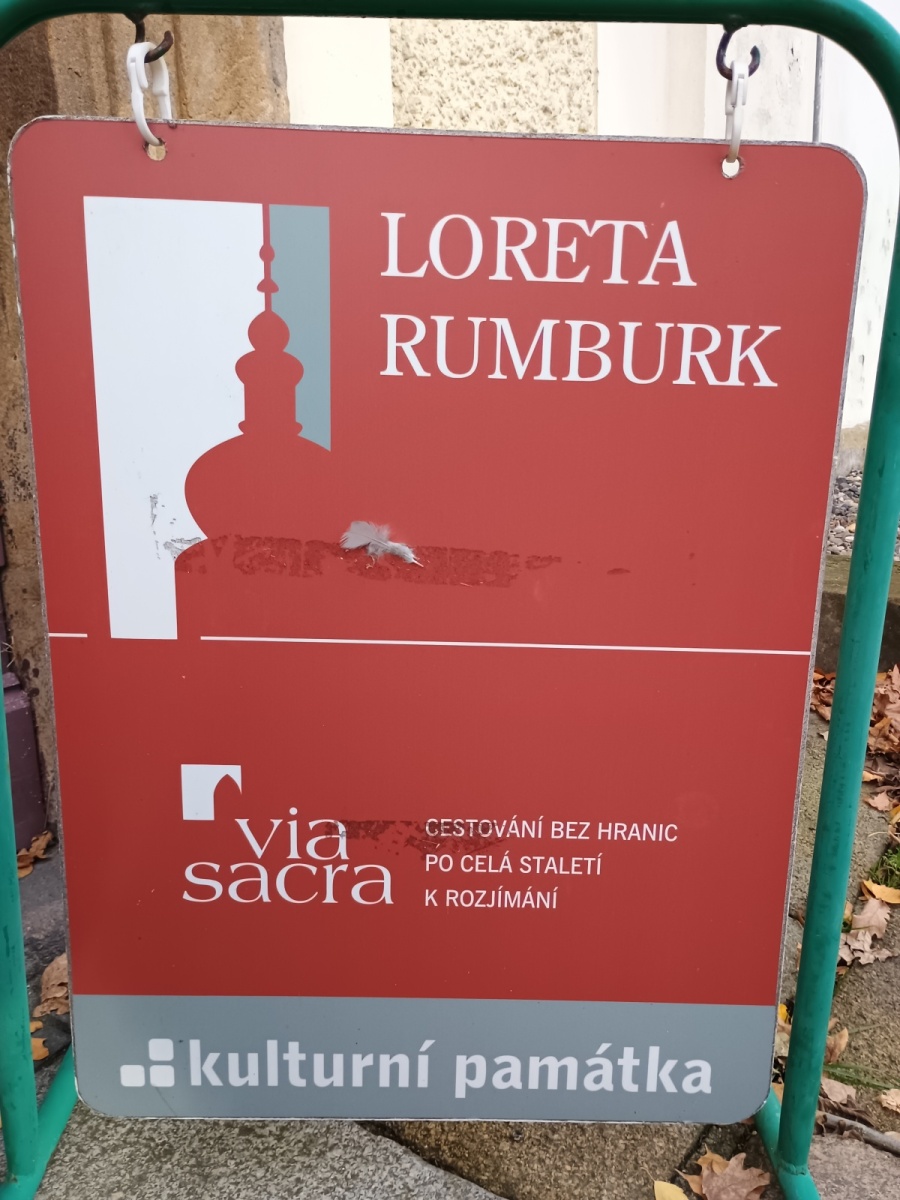 LORETA
RUMBURK
via
sacra
CESTOVÁNÍ BEZ HRANIC
PO CELÁ STALETÍ
K ROZJÍMÁNÍ
kulturní památka